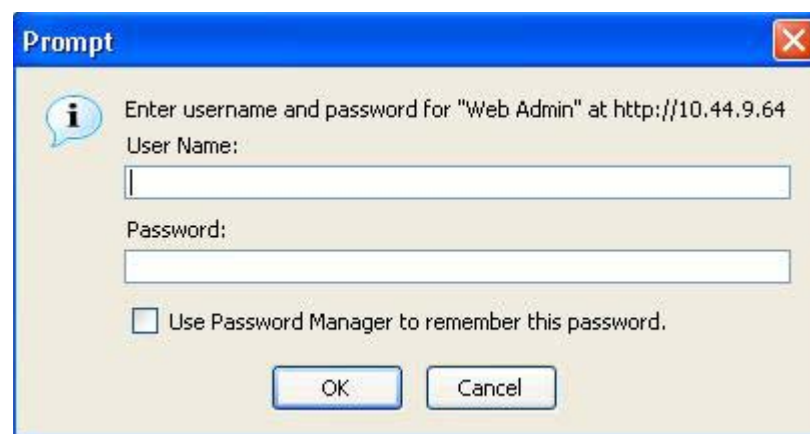 Prompt
Enter username and password for "Web Admin" at http://10.44.9.64
User Name:
Password:
Use Password Manager to remember this password.
OK
Cancel